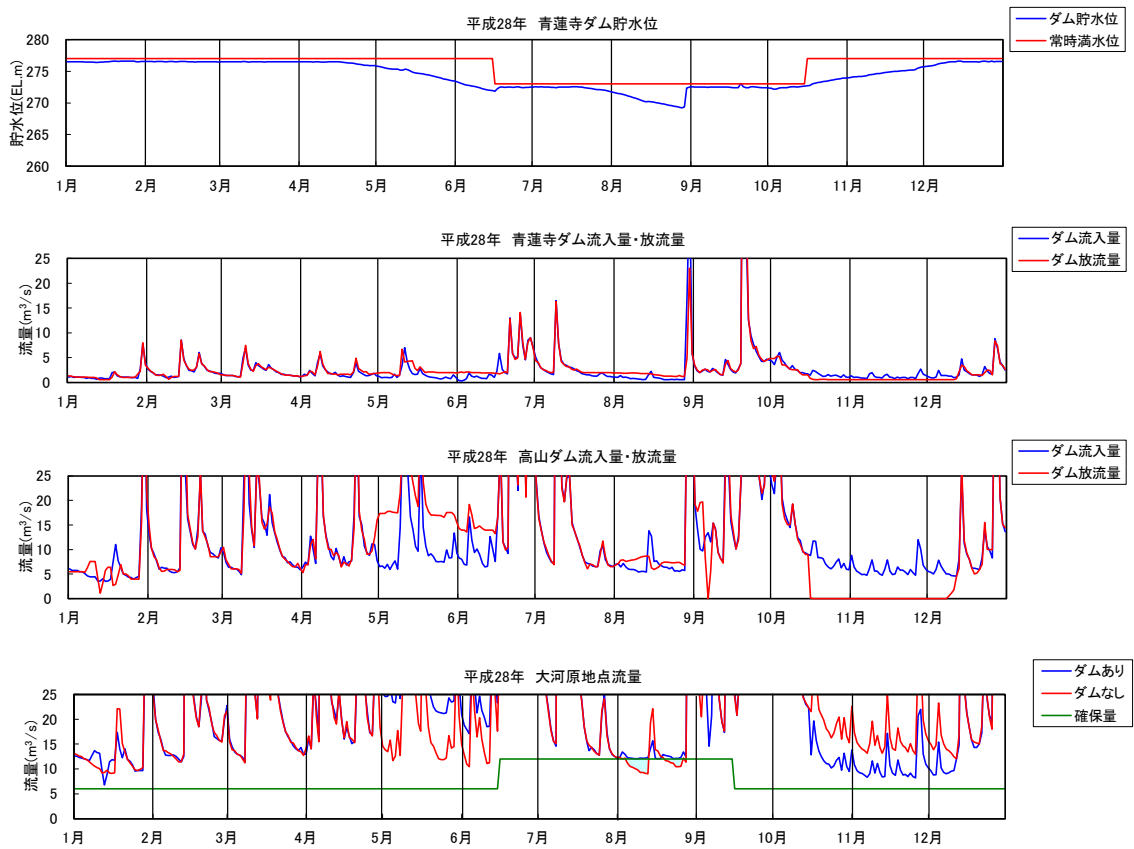 平成28年 青蓮寺ダム貯水位
ダム貯水位
常時満水位
貯水位(EL.m)
280
275
270
265
260
1月 2月 3月 4月 5月 6月 7月 8月 9月 10月 11月 12月
平成28年 青蓮寺ダム流入量・放流量
ダム流入量
ダム放流量
流量(m³/s)
25
20
15
10
5
0
1月 2月 3月 4月 5月 6月 7月 8月 9月 10月 11月 12月
平成28年 高山ダム流入量・放流量
ダム流入量
ダム放流量
流量(m³/s)
25
20
15
10
5
0
1月 2月 3月 4月 5月 6月 7月 8月 9月 10月 11月 12月
平成28年 大河原地点流量
ダムあり
ダムなし
確保量
流量(m³/s)
25
20
15
10
5
0
1月 2月 3月 4月 5月 6月 7月 8月 9月 10月 11月 12月